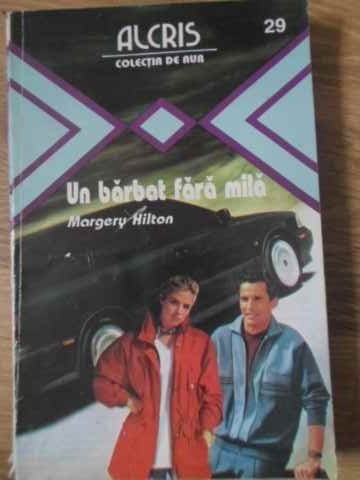 ALCRIS
29
COLECȚIA DE AUR
Un bărbat fără milă
Margery Hilton